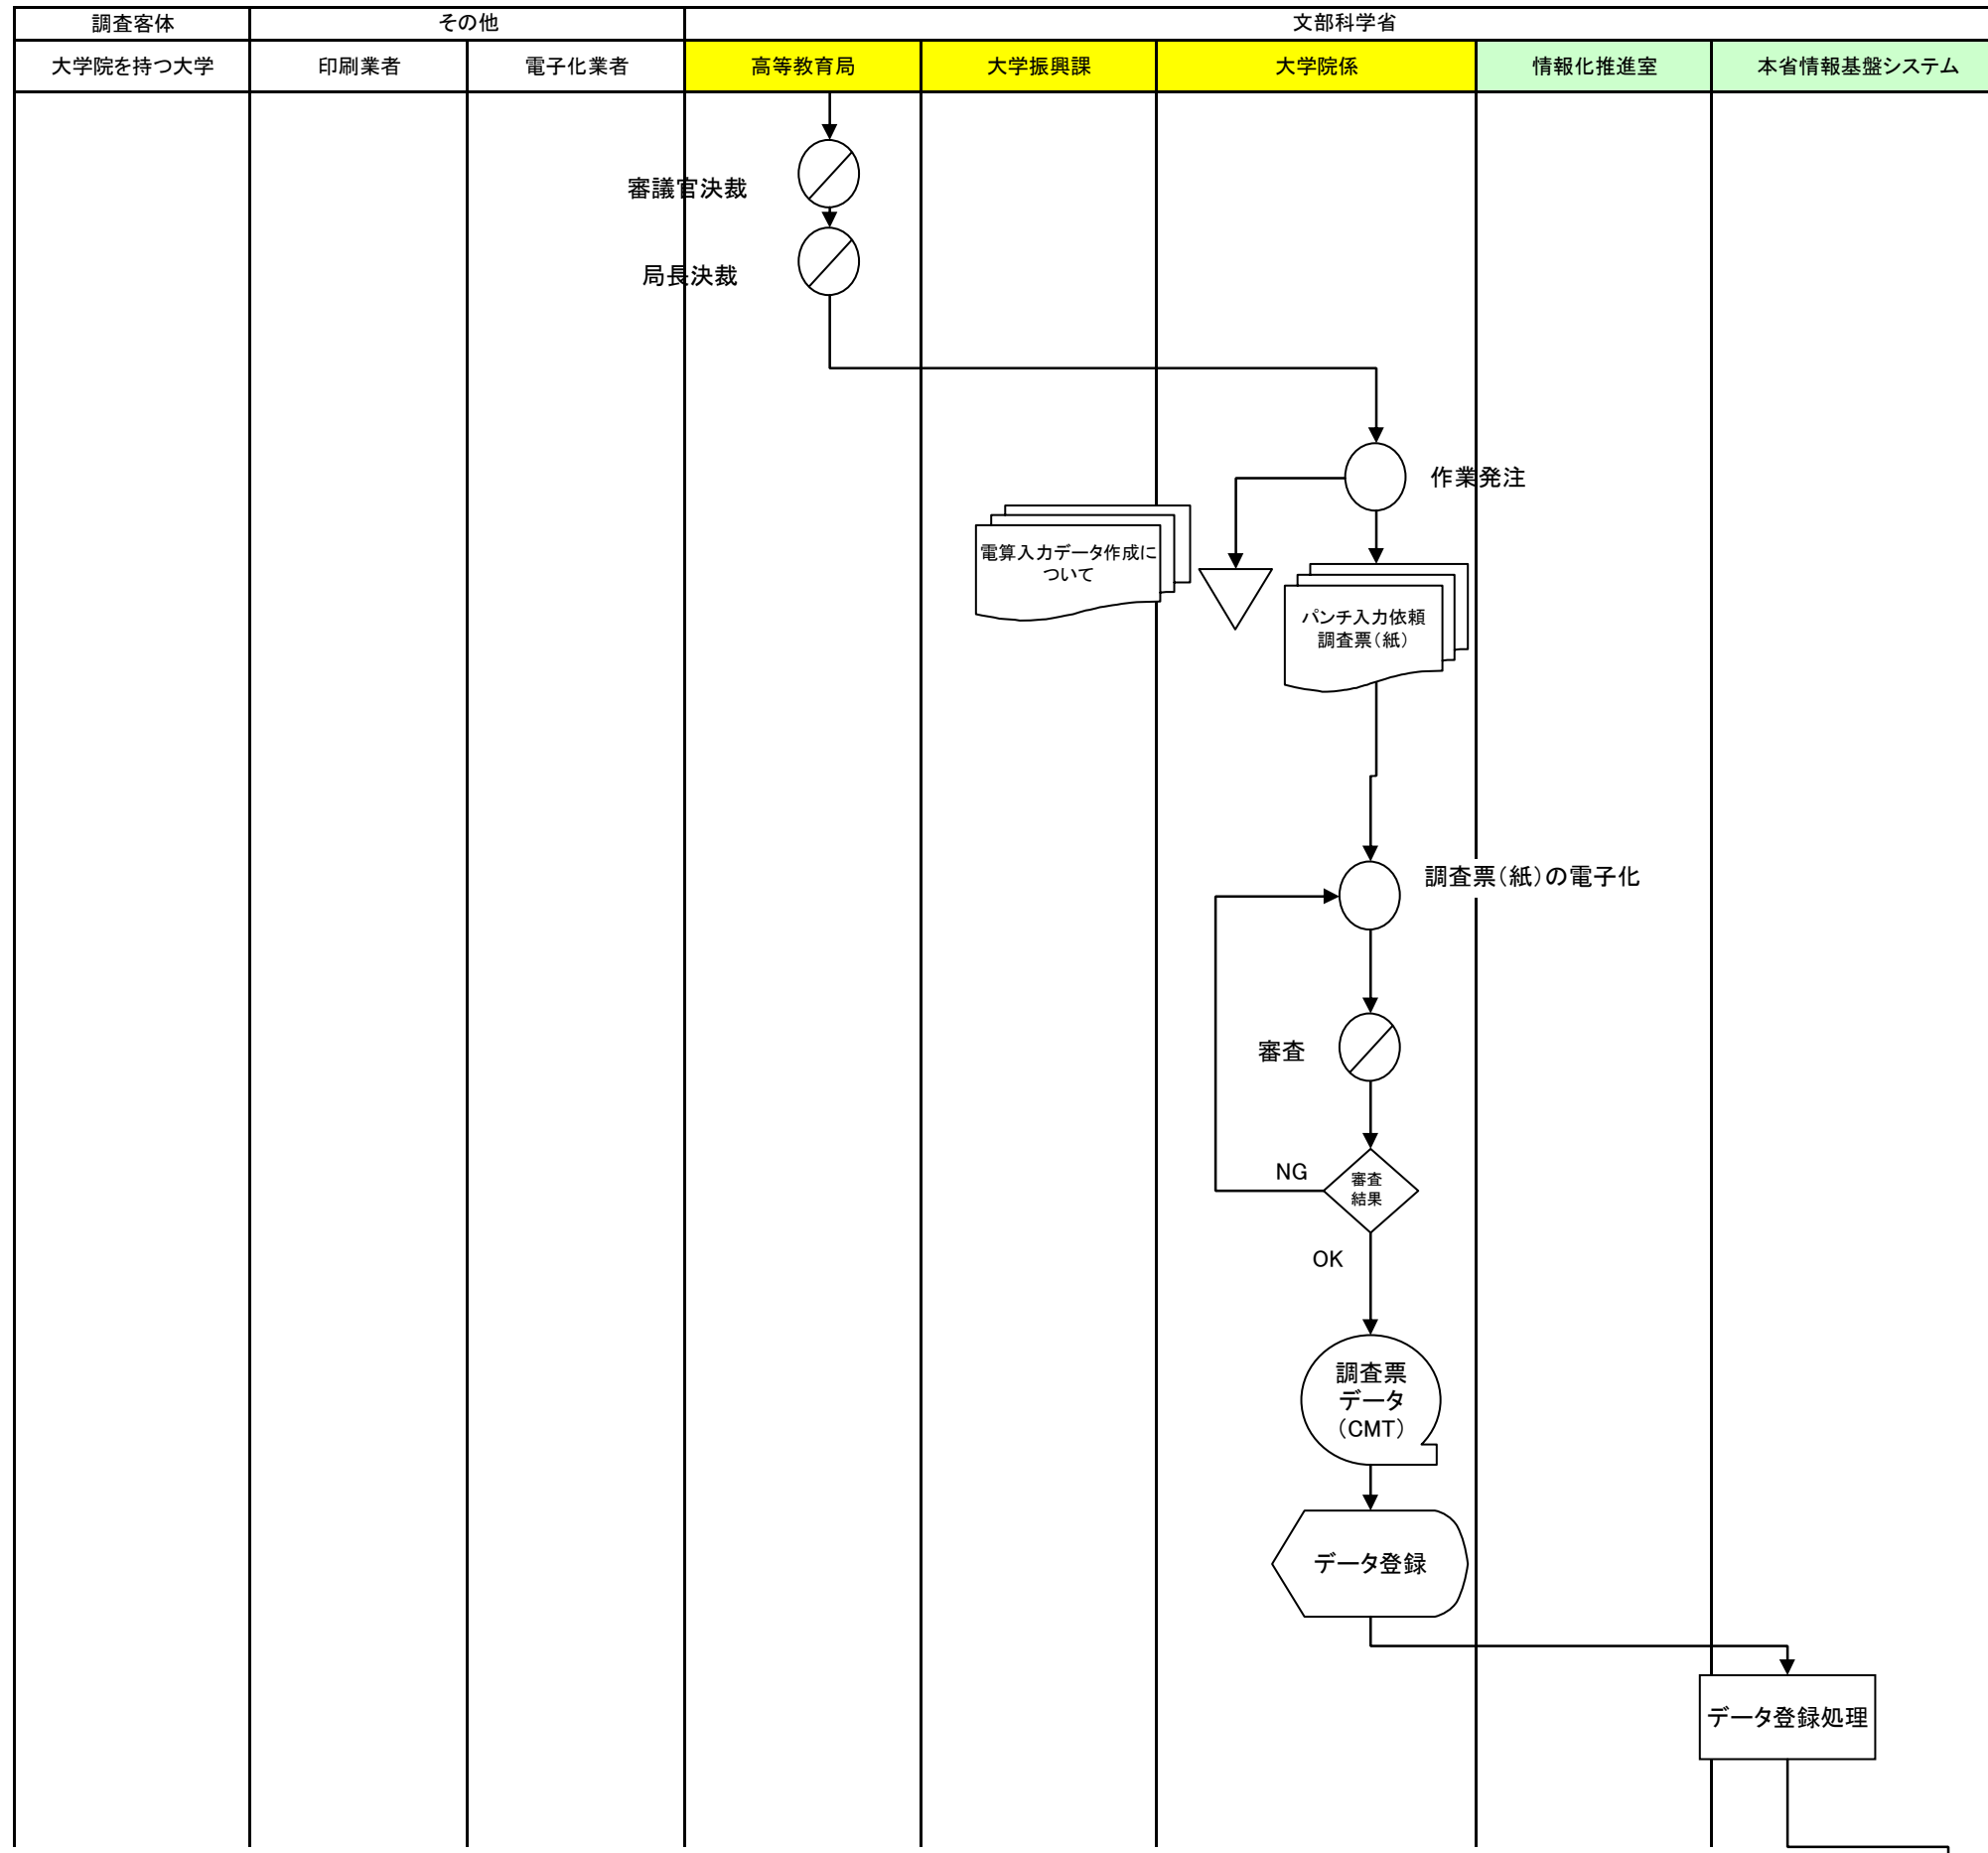 調査客体
その他
文部科学省
大学院を持つ大学
印刷業者
電子化業者
高等教育局
大学振興課
大学院係
情報化推進室
本省情報基盤システム
審議官決裁
局長決裁
作業発注
電算入力データ作成に
ついて
パンチ入力依頼
調査票（紙）
調査票（紙）の電子化
審査
NG
審査
結果
OK
調査票
データ
（CMT）
データ登録
データ登録処理